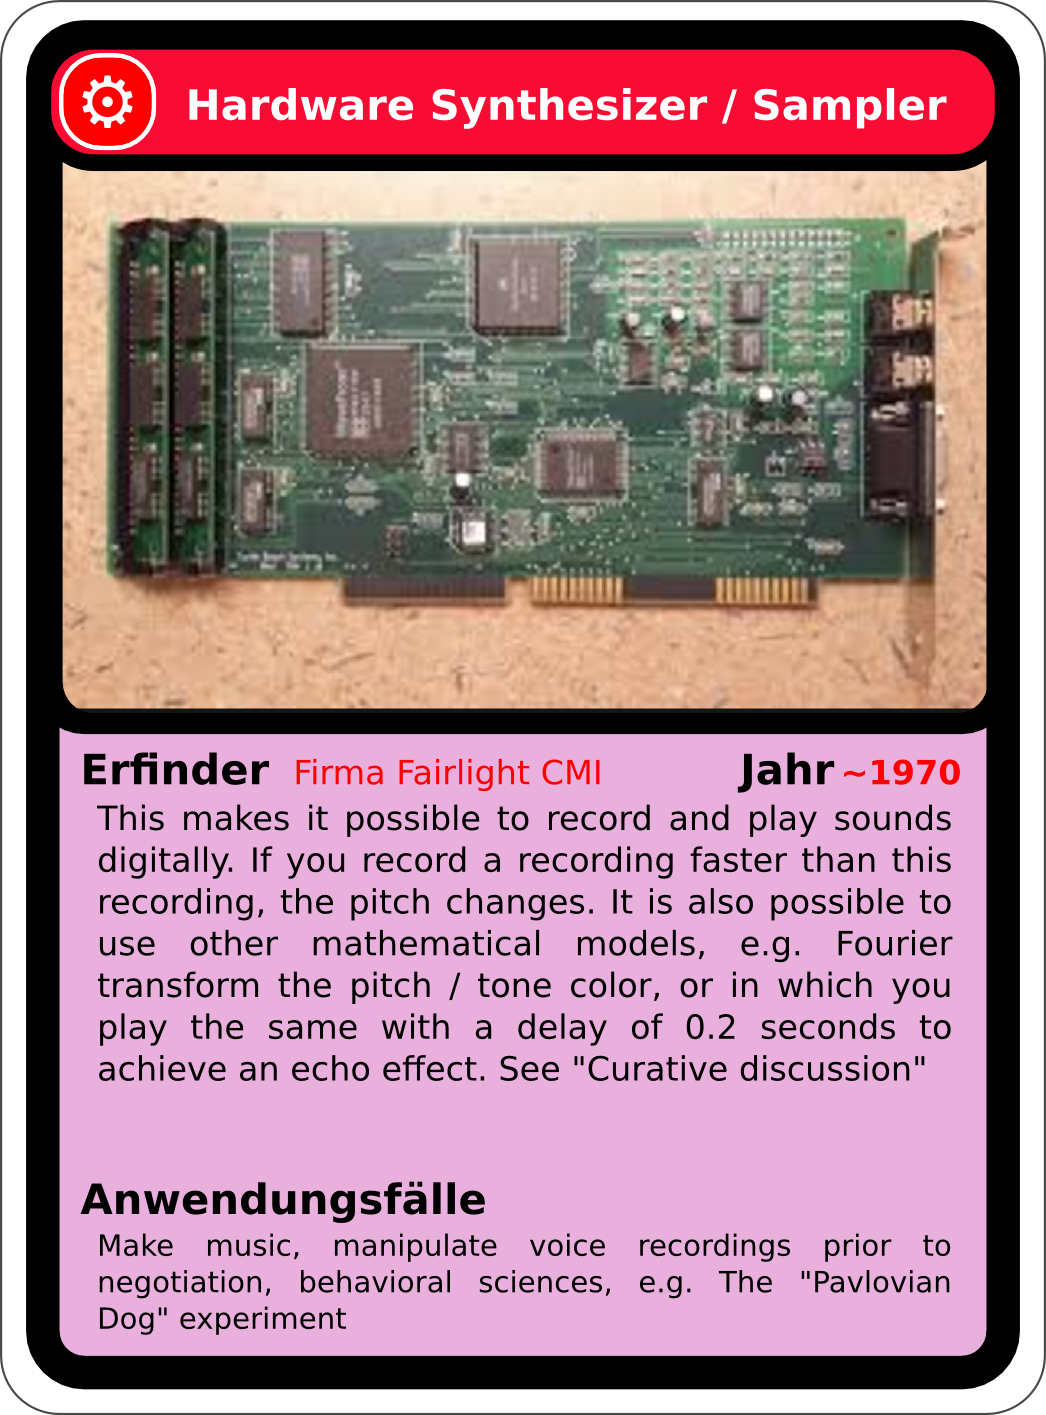 Hardware Synthesizer / Sampler
Erfinder Firma Fairlight CMI Jahr ~1970
This makes it possible to record and play sounds
digitally. If you record a recording faster than this
recording, the pitch changes. It is also possible to
use other mathematical models, e.g. Fourier
transform the pitch / tone color, or in which you
play the same with a delay of 0.2 seconds to
achieve an echo effect. See "Curative discussion"
Anwendungsfälle
Make music, manipulate voice recordings prior to
negotiation, behavioral sciences, e.g. The "Pavlovian
Dog" experiment